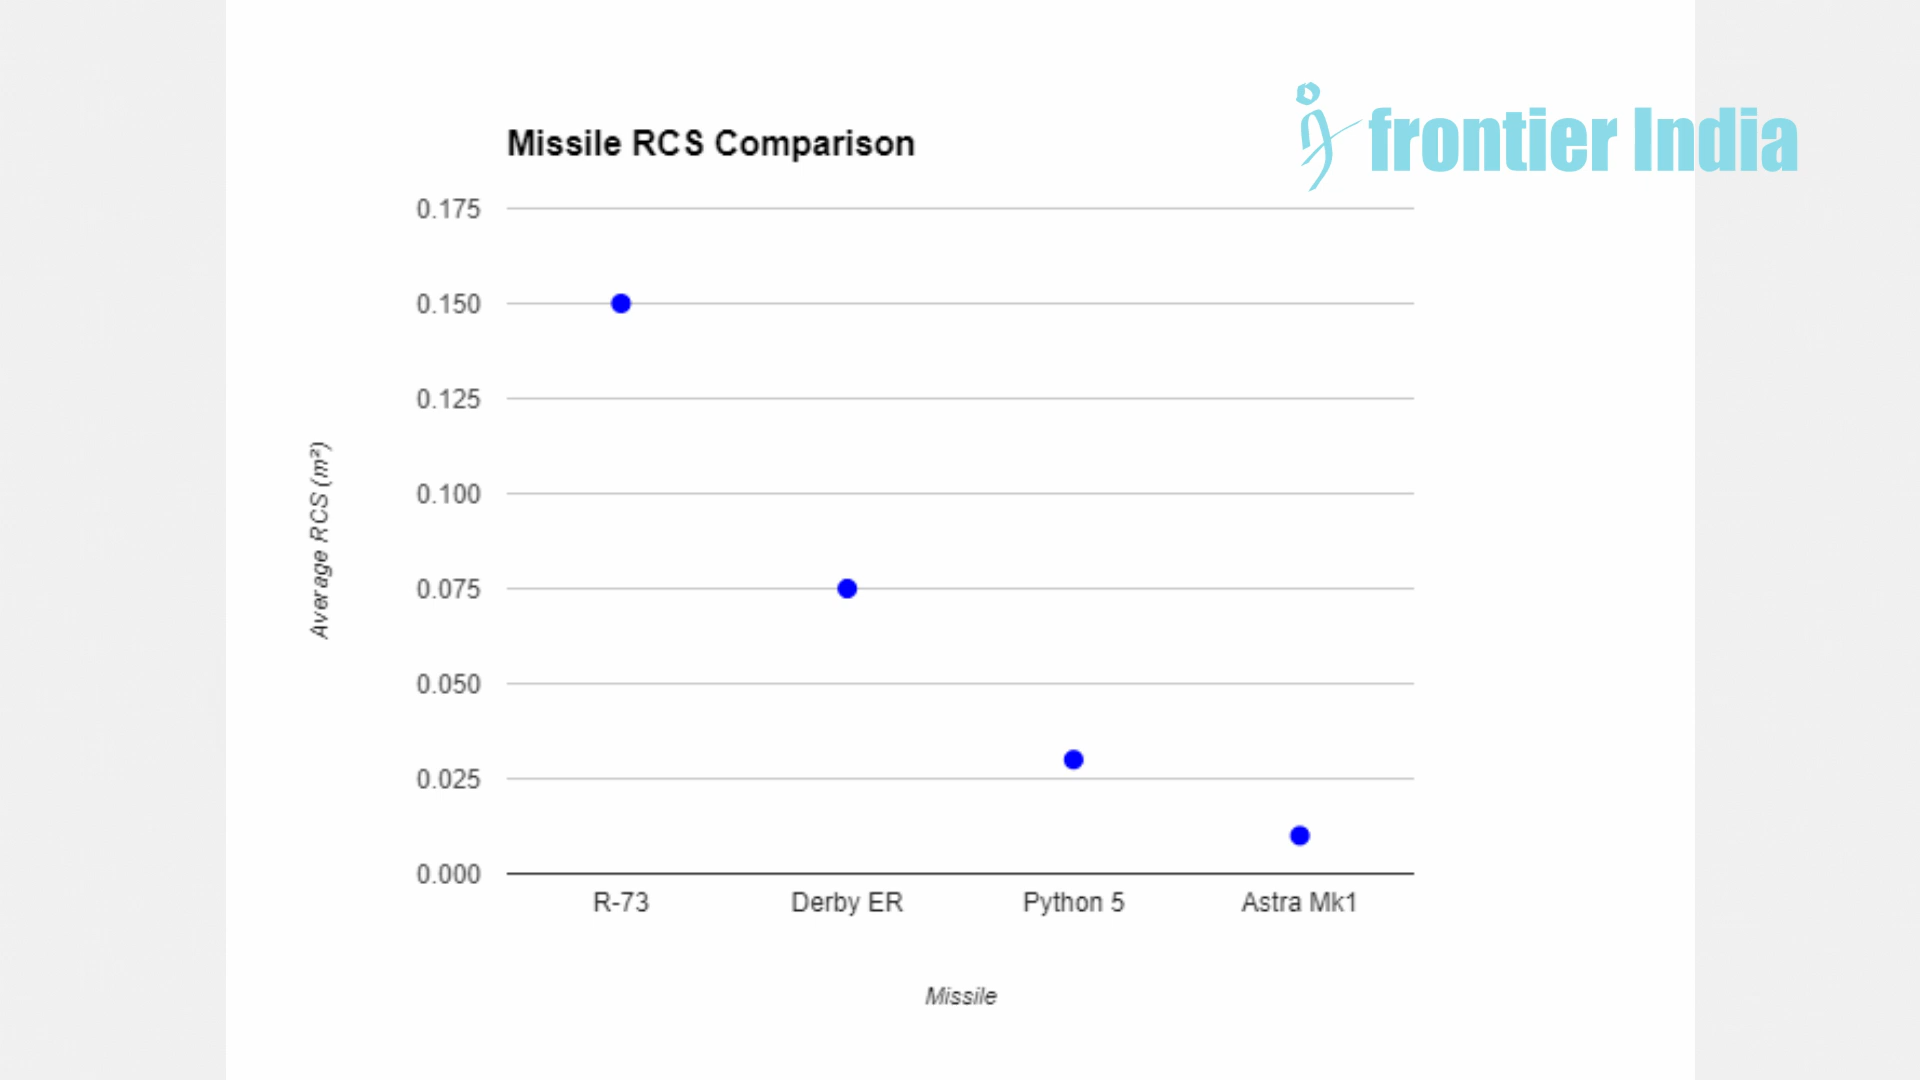 frontier India
Missile RCS Comparison
0.175
0.150
0.125
0.100
0.075
0.050
0.025
0.000
Average RCS (m²)
R-73 Derby ER Python 5 Astra Mk1
Missile